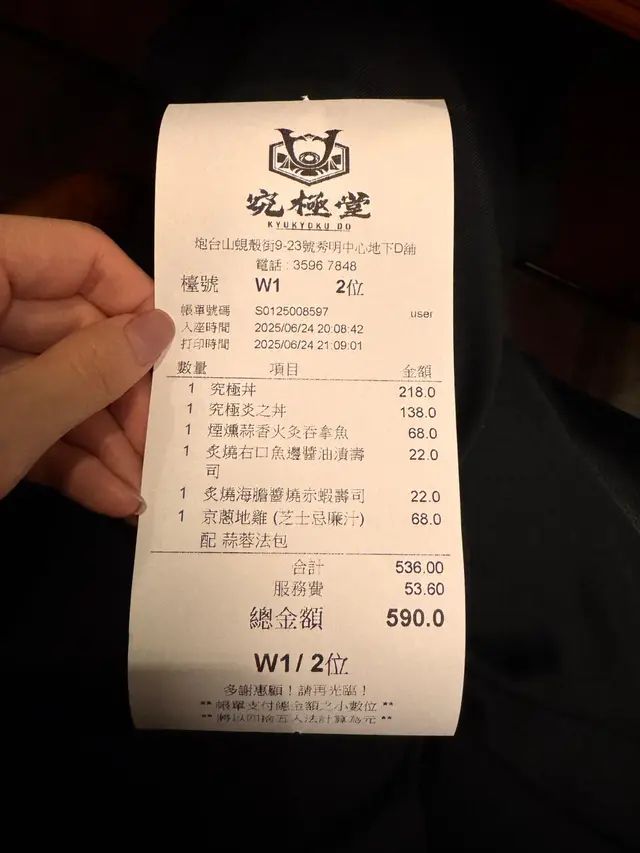 究極堂
KYUKYOKU DO
炮台山蜆殼街9-23號秀明中心地下D舖
電話 : 3596 7848
檯號 W1 2位
帳單號碼 S0125008597 user
入座時間 2025/06/24 20:08:42
打印時間 2025/06/24 21:09:01
數量 項目 金額
1 究極丼 218.0
1 究極炎之丼 138.0
1 煙燻蒜香火灸吞拿魚 68.0
1 炙燒右口魚邊醬油漬壽 22.0
司
1 炙燒海膽醬燒赤蝦壽司 22.0
1 京蔥地雞 (芝士忌廉汁) 68.0
配 蒜蓉法包
合計 536.00
服務費 53.60
總金額 590.0
W1 / 2位
多謝惠顧！請再光臨！
** 帳單支付總金額之小數位 **
** 將以四捨五入法計算為元 **